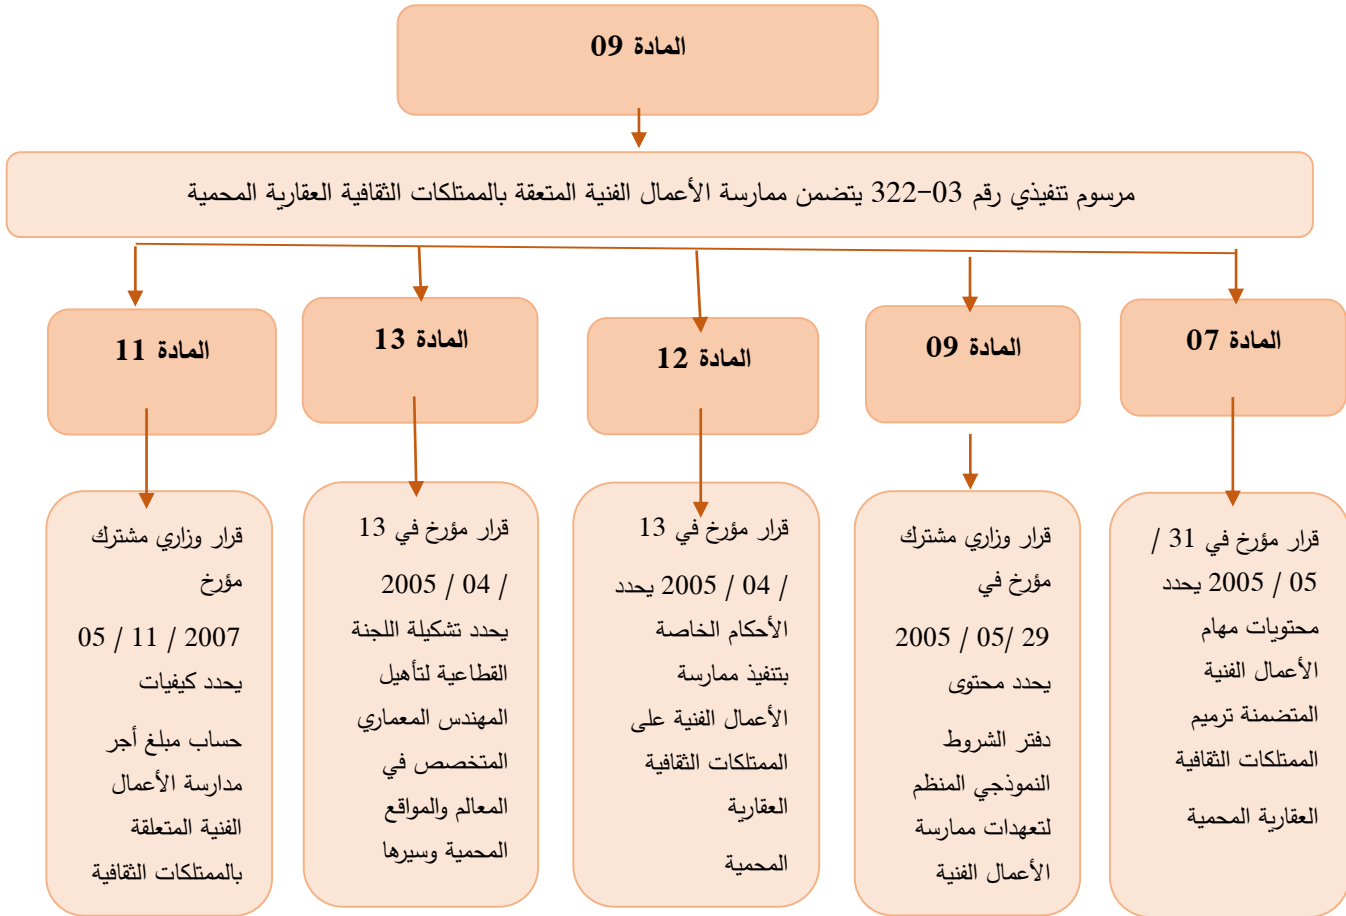 المادة 09
مرسوم تنفيذي رقم 03-322 يتضمن ممارسة الأعمال الفنية المتعقة بالممتلكات الثقافية العقارية المحمية
المادة 07
المادة 09
المادة 12
المادة 13
المادة 11
قرار مؤرخ في 31 /
05 / 2005 يحدد
محتويات مهام
الأعمال الفنية
المتضمنة ترميم
الممتلكات الثقافية
العقارية المحمية
قرار وزاري مشترك
مؤرخ في
29 /05 / 2005
يحدد محتوى
دفتر الشروط
النموذجي المنظم
لتعهدات ممارسة
الأعمال الفنية
قرار مؤرخ في 13
/ 04 / 2005 يحدد
الأحكام الخاصة
بتنفيذ ممارسة
الأعمال الفنية على
الممتلكات الثقافية
العقارية
المحمية
قرار مؤرخ في 13
/ 04 / 2005
يحدد تشكيلة اللجنة
القطاعية لتأهيل
المهندس المعماري
المتخصص في
المعالم والمواقع
المحمية وسيرها
قرار وزاري مشترك
مؤرخ
05 / 11 / 2007
يحدد كيفيات
حساب مبلغ أجر
مدارسة الأعمال
الفنية المتعلقة
بالممتلكات الثقافية